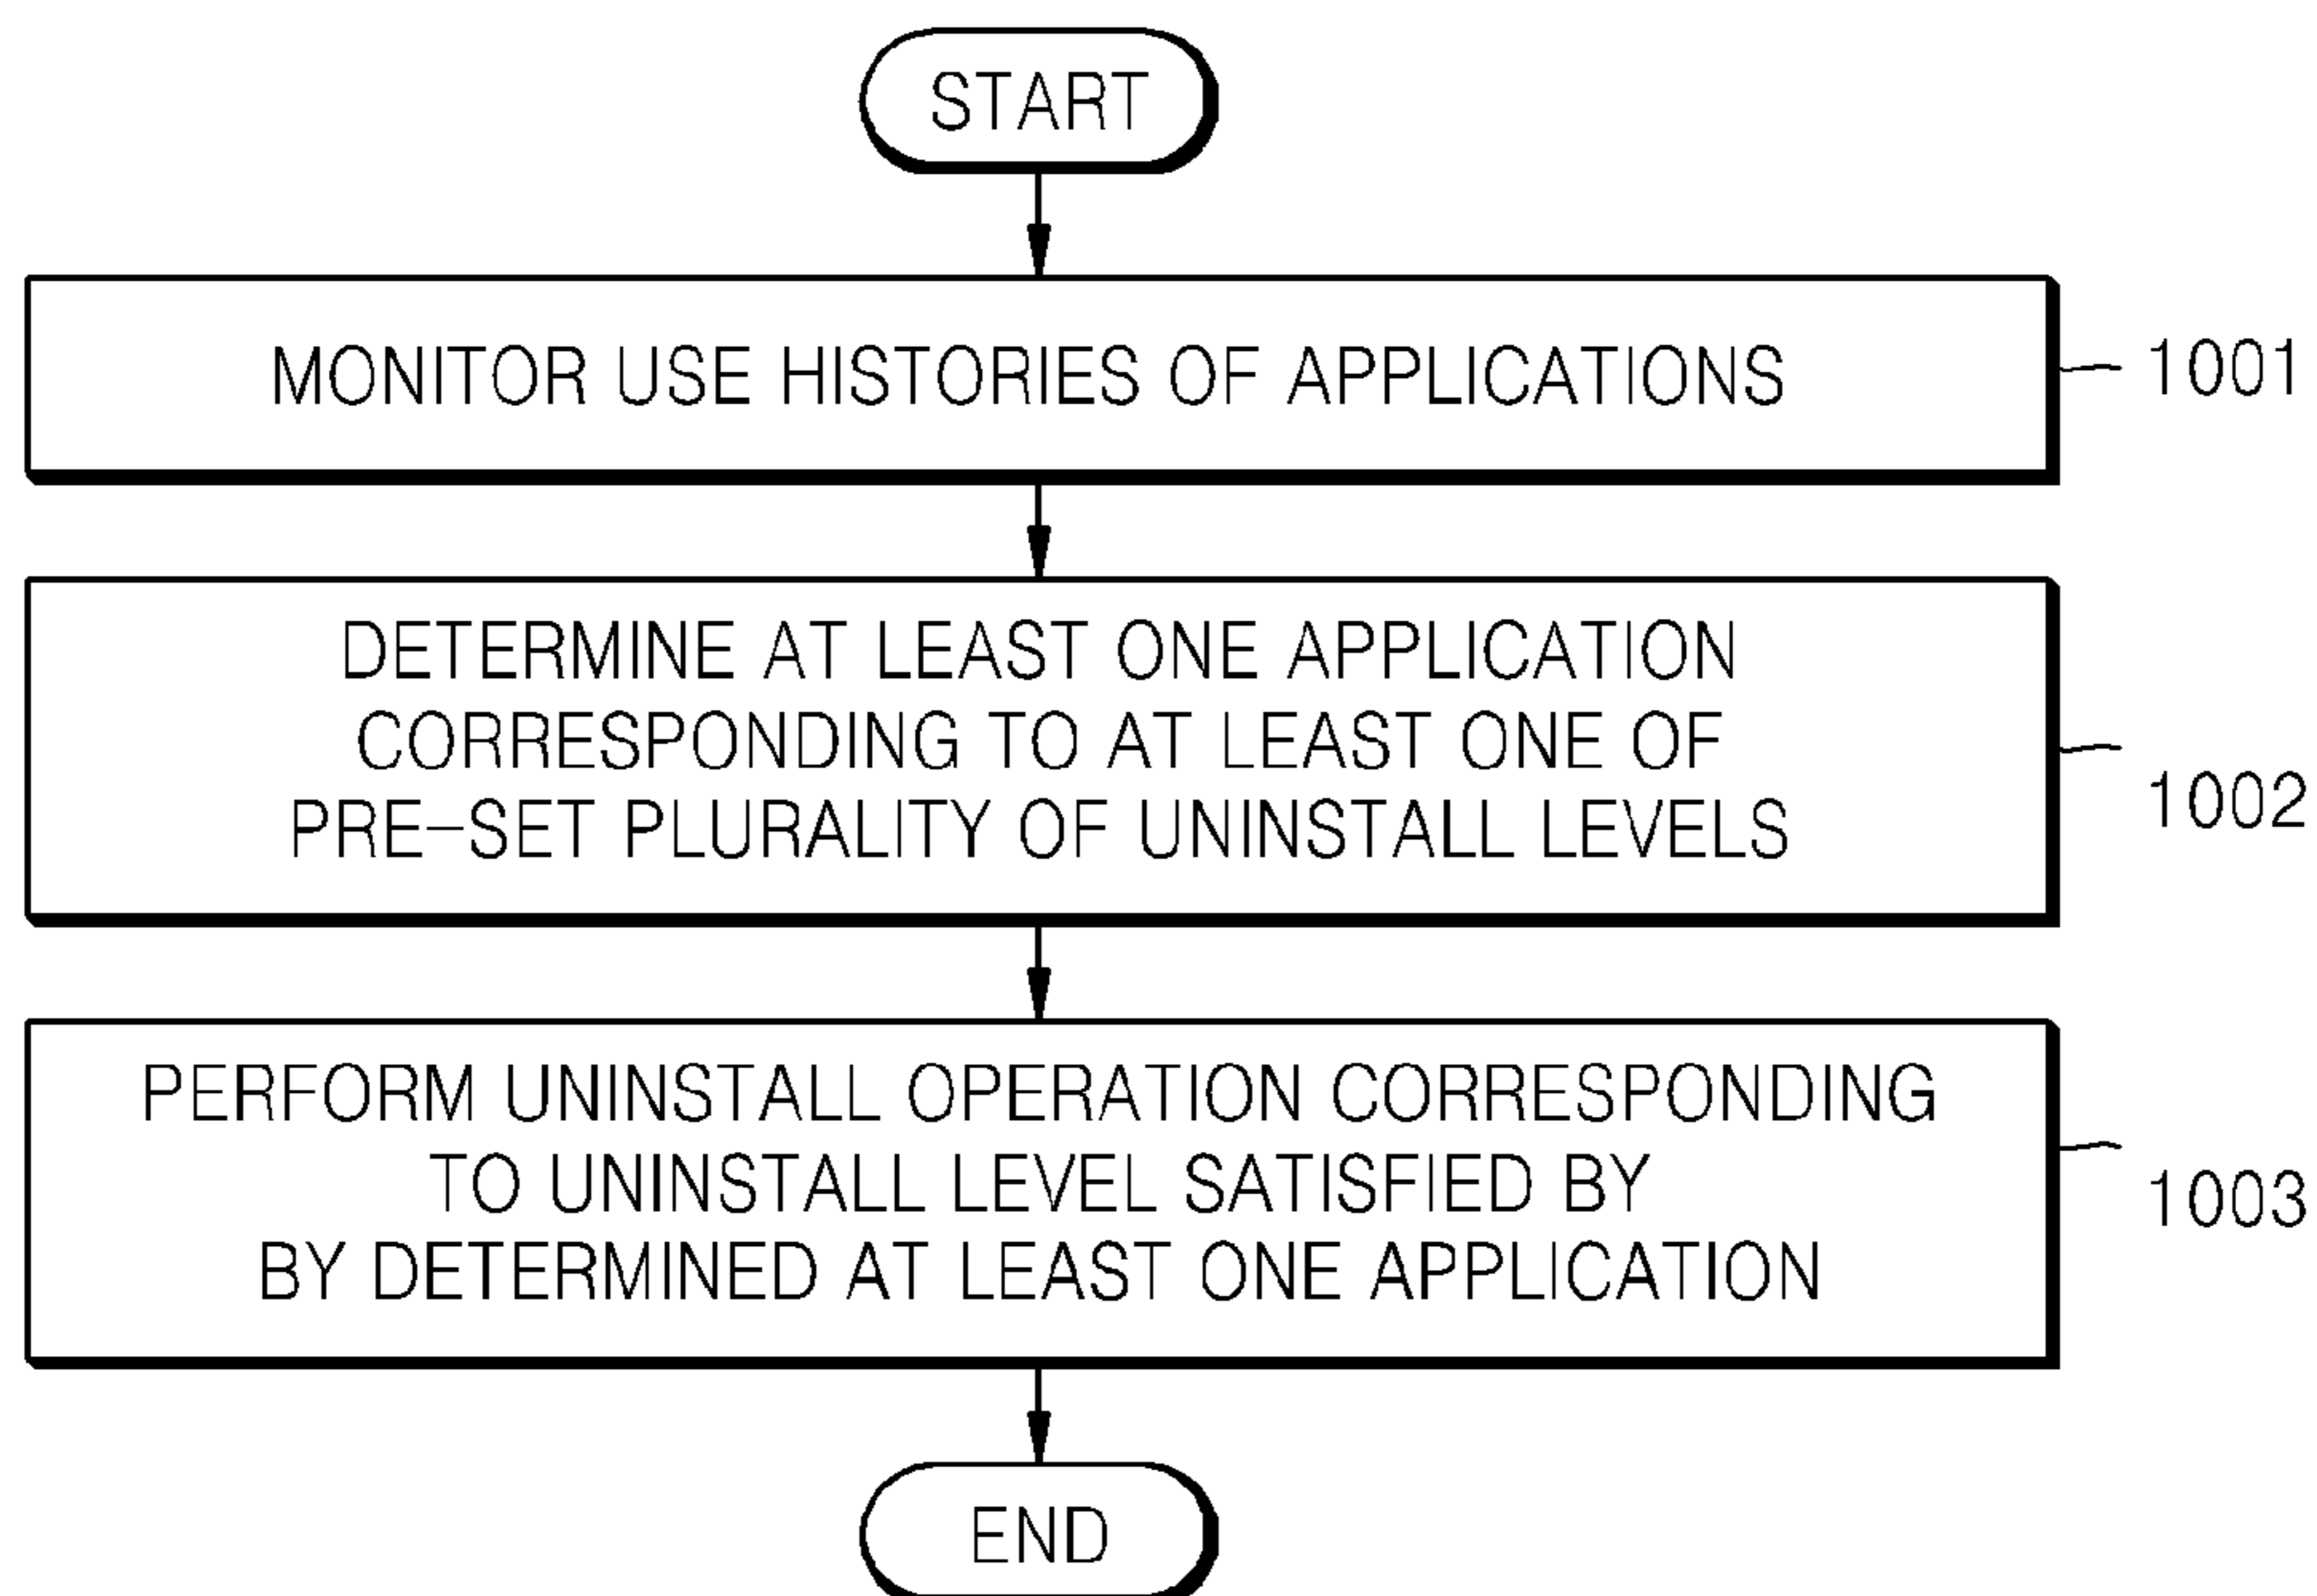 START
MONITOR USE HISTORIES OF APPLICATIONS
1001
DETERMINE AT LEAST ONE APPLICATION
CORRESPONDING TO AT LEAST ONE OF
PRE-SET PLURALITY OF UNINSTALL LEVELS
1002
PERFORM UNINSTALL OPERATION CORRESPONDING
TO UNINSTALL LEVEL SATISFIED BY
BY DETERMINED AT LEAST ONE APPLICATION
1003
END